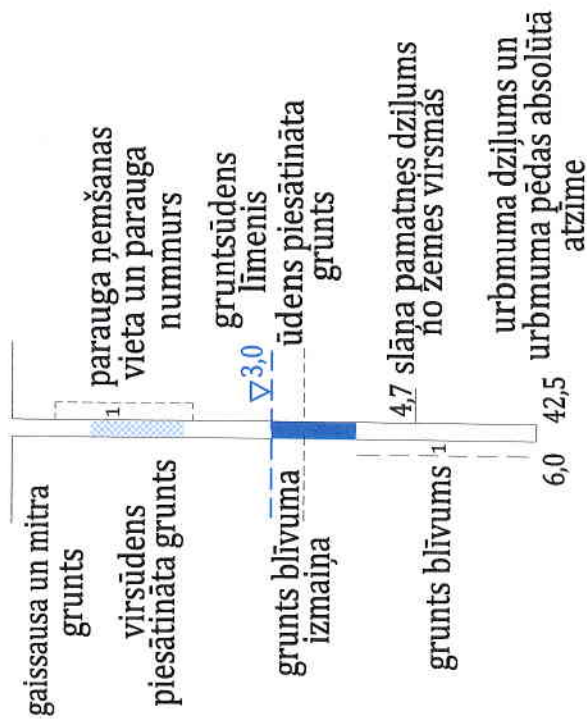 gaissausa un mitra
grunts
1
parauga ņemšanas
vieta un parauga
nummurs
virsūdens
piesātināta grunts
gruntsūdens
līmenis
3,0
ūdens piesātināta
grunts
grunts blīvuma
izmaiņa
4,7
slāņa pamatnes dziļums
no zemes virsmas
grunts blīvums
1
6,0
42,5
urbmuma dziļums un
urbmuma pēdas absolūtā
atzīme